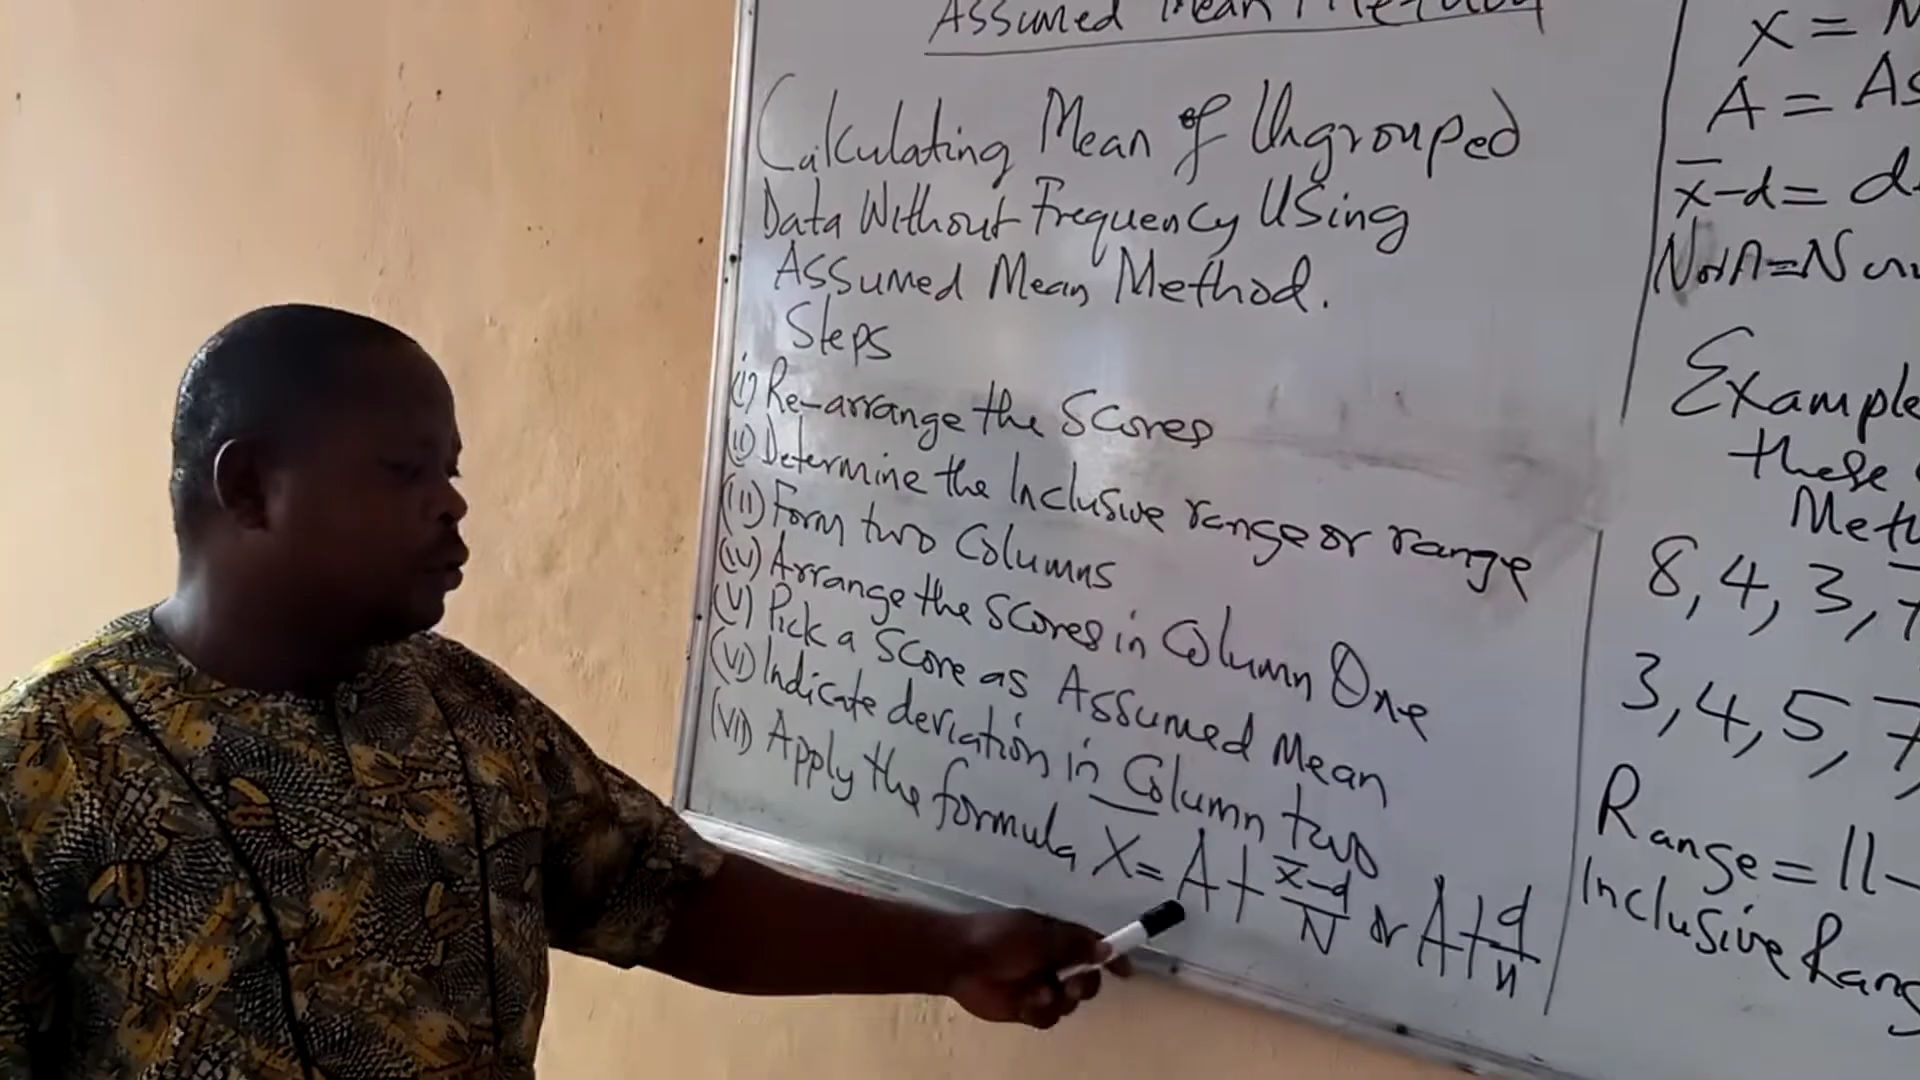 Assumed Mean Method
Calculating Mean of Ungrouped
Data Without Frequency Using
Assumed Mean Method.
Steps
(i) Re-arrange the Scores
(ii) Determine the Inclusive range or range
(iii) Form two Columns
(iv) Arrange the Scores in Column One
(v) Pick a Score as Assumed Mean
(vi) Indicate deviation in Column two
(vii) Apply the formula X̄ = A + x̄-d/N or A + d/n
x =
A = As
x̄-d = d
N or n = N
Example
these
Meth
8, 4, 3, 7
3, 4, 5, 7,
Range = 11 -
Inclusive Rang